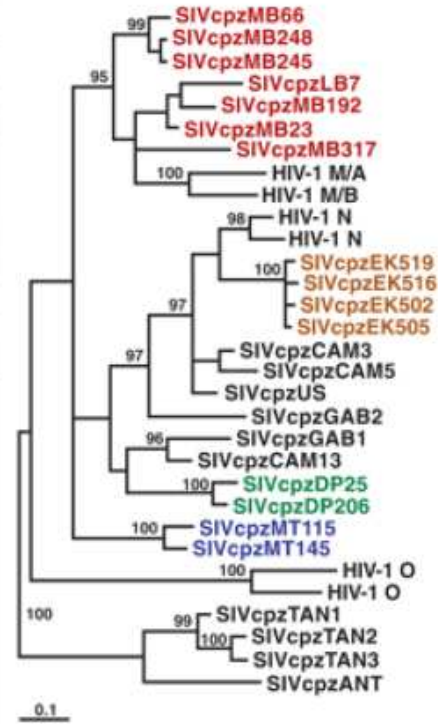 SIVcpzMB66
99
SIVcpzMB248
SIVcpzMB245
95
SIVcpzLB7
SIVcpzMB192
SIVcpzMB23
SIVcpzMB317
100
HIV-1 M/A
HIV-1 M/B
98
HIV-1 N
HIV-1 N
SIVcpzEK519
100
SIVcpzEK516
SIVcpzEK502
97
SIVcpzEK505
SIVcpzCAM3
97
SIVcpzCAM5
SIVcpzUS
SIVcpzGAB2
96
SIVcpzGAB1
SIVcpzCAM13
100
SIVcpzDP25
SIVcpzDP206
100
SIVcpzMT115
SIVcpzMT145
100
HIV-1 O
HIV-1 O
100
99
SIVcpzTAN1
100
SIVcpzTAN2
SIVcpzTAN3
SIVcpzANT
0.1